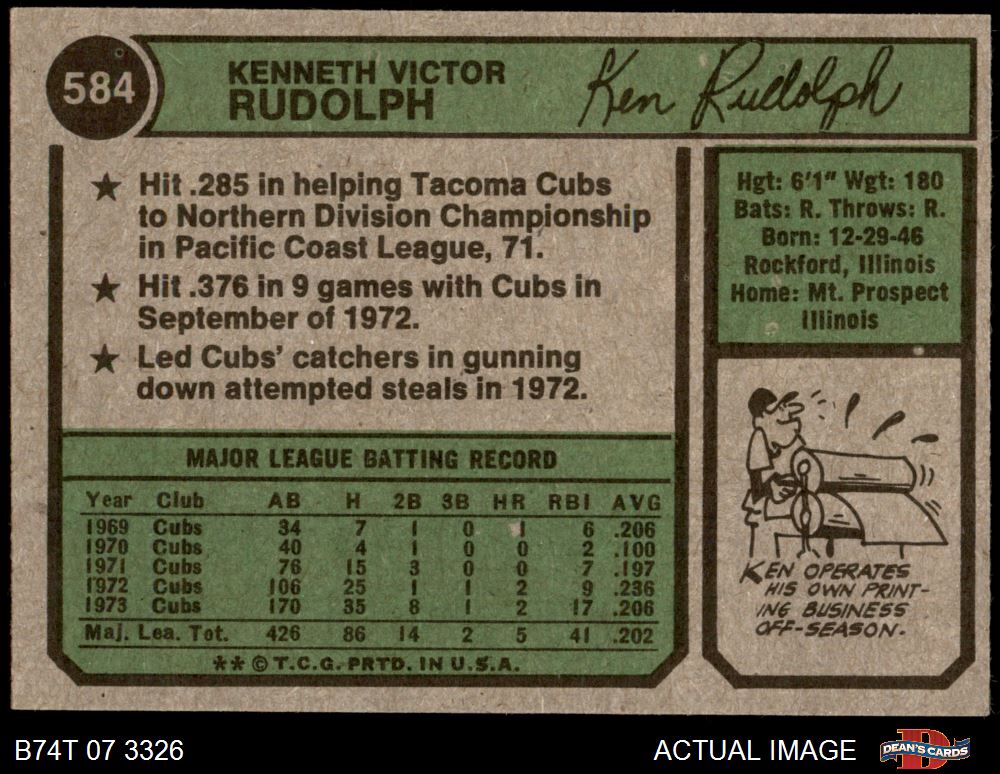 584
KENNETH VICTOR
RUDOLPH
Ken Rudolph
★ Hit .285 in helping Tacoma Cubs
to Northern Division Championship
in Pacific Coast League, 71.
★ Hit .376 in 9 games with Cubs in
September of 1972.
★ Led Cubs' catchers in gunning
down attempted steals in 1972.
Hgt: 6'1" Wgt: 180
Bats: R. Throws: R.
Born: 12-29-46
Rockford, Illinois
Home: Mt. Prospect
Illinois
MAJOR LEAGUE BATTING RECORD
Year Club AB H 2B 3B HR RBI AVG
1969 Cubs 34 7 1 0 1 6 .206
1970 Cubs 40 4 1 0 0 2 .100
1971 Cubs 76 15 3 0 0 7 .197
1972 Cubs 106 25 1 1 2 9 .236
1973 Cubs 170 35 8 1 2 17 .206
Maj. Lea. Tot. 426 86 14 2 5 41 .202
** © T.C.G. PRTD. IN U.S.A.
KEN OPERATES
HIS OWN PRINT-
ING BUSINESS
OFF-SEASON.
B74T 07 3326
ACTUAL IMAGE
DEAN'S CARDS